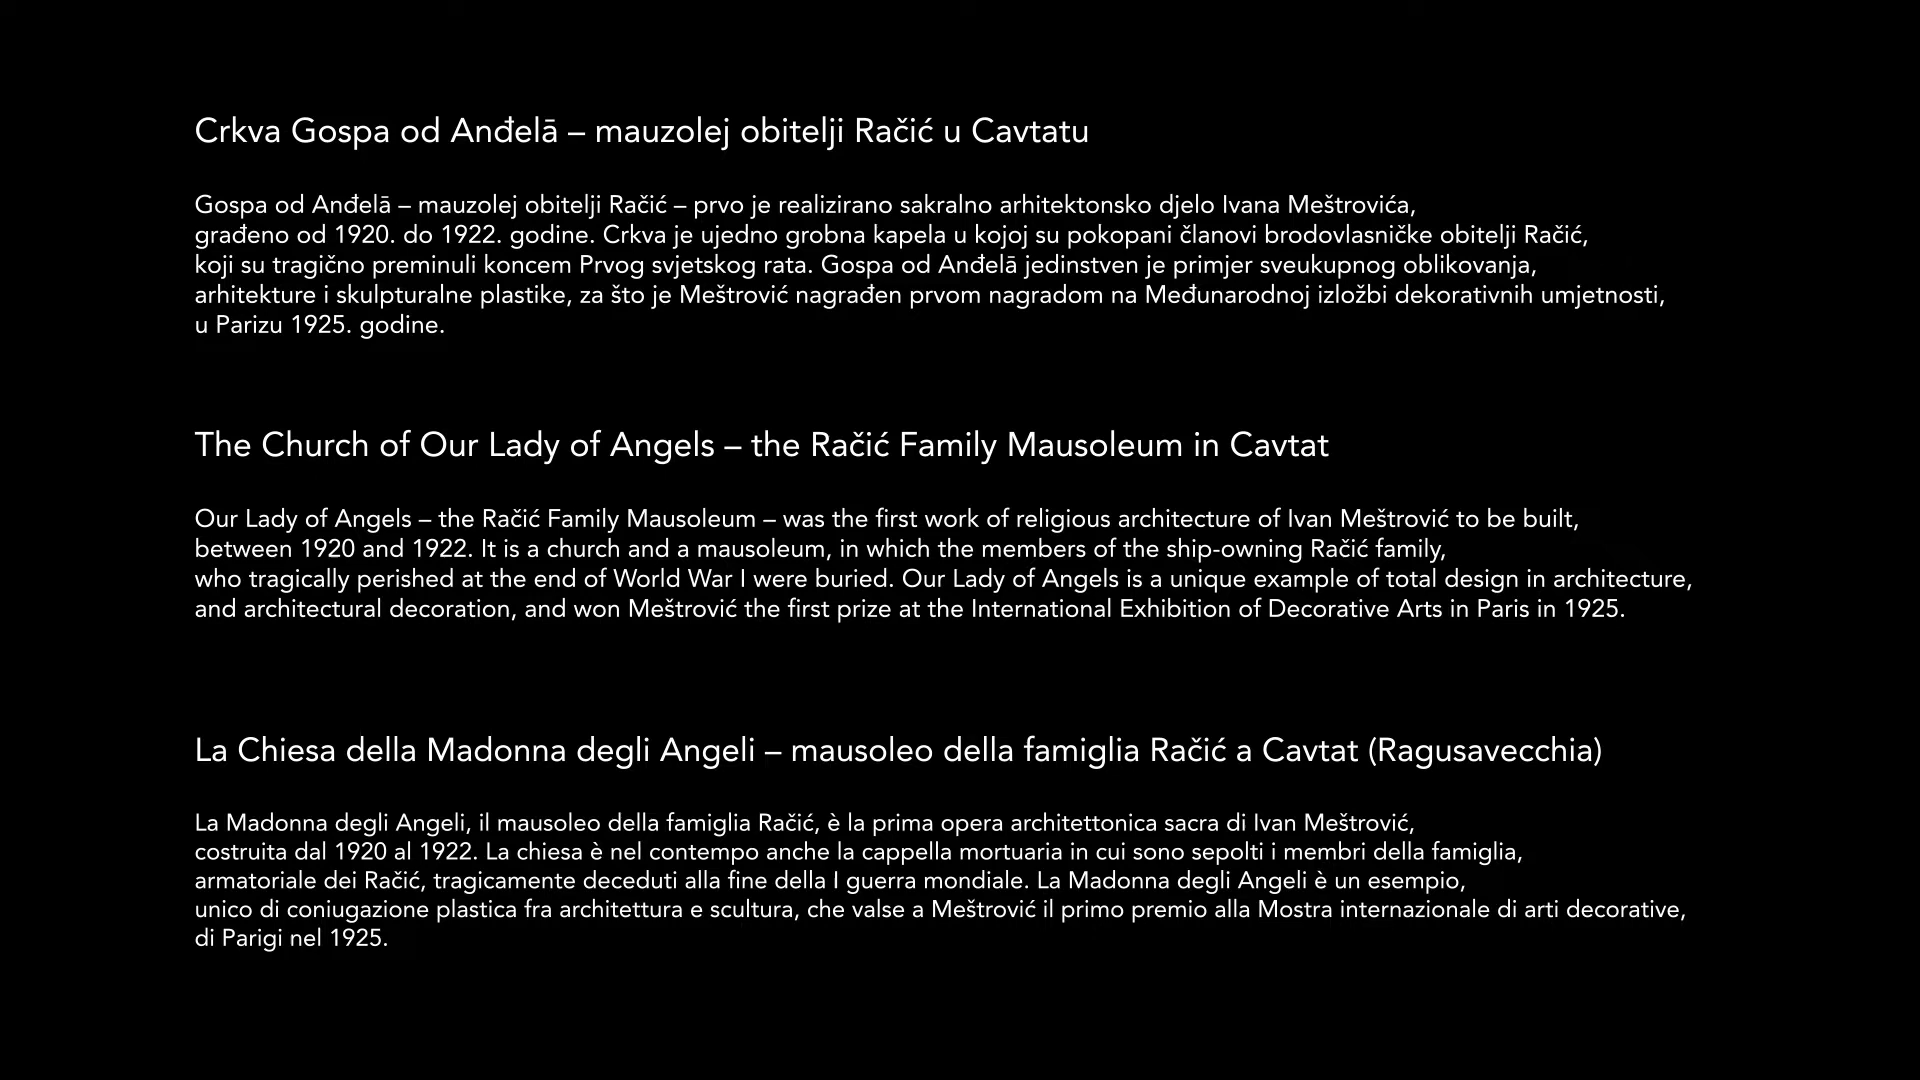 Crkva Gospa od Anđelā – mauzolej obitelji Račić u Cavtatu
Gospa od Anđelā – mauzolej obitelji Račić – prvo je realizirano sakralno arhitektonsko djelo Ivana Meštrovića,
građeno od 1920. do 1922. godine. Crkva je ujedno grobna kapela u kojoj su pokopani članovi brodovlasničke obitelji Račić,
koji su tragično preminuli koncem Prvog svjetskog rata. Gospa od Anđelā jedinstven je primjer sveukupnog oblikovanja,
arhitekture i skulpturalne plastike, za što je Meštrović nagrađen prvom nagradom na Međunarodnoj izložbi dekorativnih umjetnosti,
u Parizu 1925. godine.
The Church of Our Lady of Angels – the Račić Family Mausoleum in Cavtat
Our Lady of Angels – the Račić Family Mausoleum – was the first work of religious architecture of Ivan Meštrović to be built,
between 1920 and 1922. It is a church and a mausoleum, in which the members of the ship-owning Račić family,
who tragically perished at the end of World War I were buried. Our Lady of Angels is a unique example of total design in architecture,
and architectural decoration, and won Meštrović the first prize at the International Exhibition of Decorative Arts in Paris in 1925.
La Chiesa della Madonna degli Angeli – mausoleo della famiglia Račić a Cavtat (Ragusavecchia)
La Madonna degli Angeli, il mausoleo della famiglia Račić, è la prima opera architettonica sacra di Ivan Meštrović,
costruita dal 1920 al 1922. La chiesa è nel contempo anche la cappella mortuaria in cui sono sepolti i membri della famiglia,
armatoriale dei Račić, tragicamente deceduti alla fine della I guerra mondiale. La Madonna degli Angeli è un esempio,
unico di coniugazione plastica fra architettura e scultura, che valse a Meštrović il primo premio alla Mostra internazionale di arti decorative,
di Parigi nel 1925.